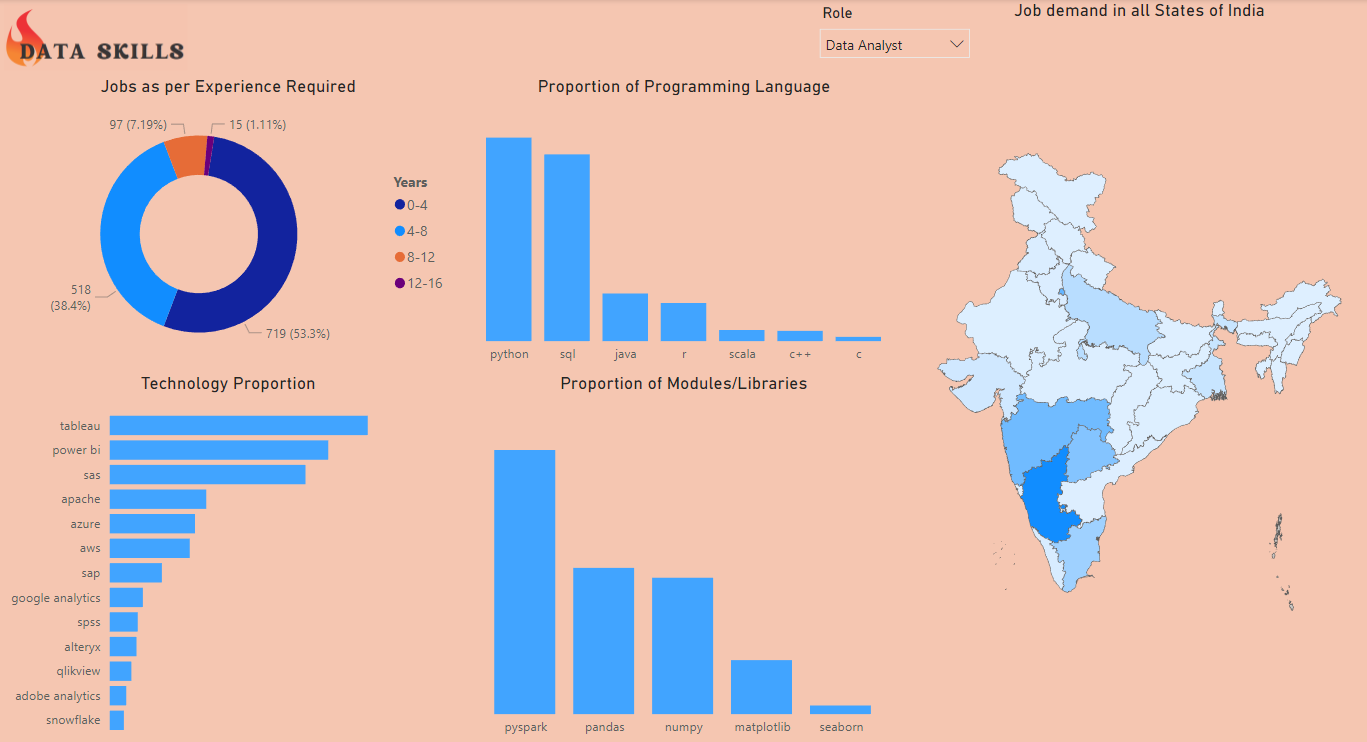 DATA SKILLS
Role
Data Analyst
Job demand in all States of India
Jobs as per Experience Required
97 (7.19%)
15 (1.11%)
518
(38.4%)
719 (53.3%)
Years
0-4
4-8
8-12
12-16
Proportion of Programming Language
python
sql
java
r
scala
c++
c
Technology Proportion
tableau
power bi
sas
apache
azure
aws
sap
google analytics
spss
alteryx
qlikview
adobe analytics
snowflake
Proportion of Modules/Libraries
pyspark
pandas
numpy
matplotlib
seaborn